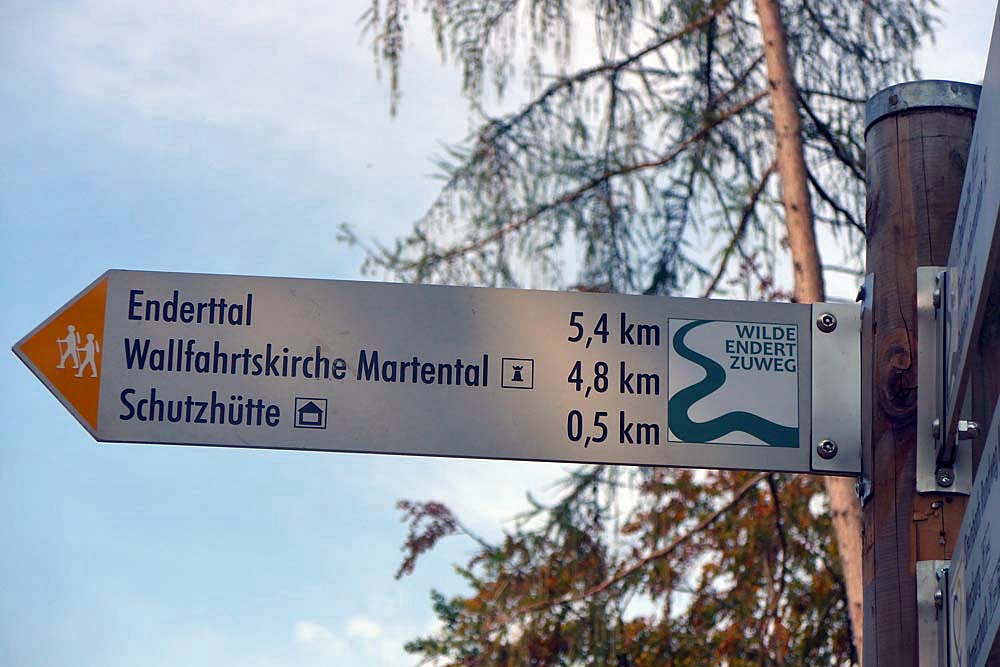 Enderttal 5,4 km
Wallfahrtskirche Martental 4,8 km
Schutzhütte 0,5 km
WILDE
ENDERT
ZUWEG